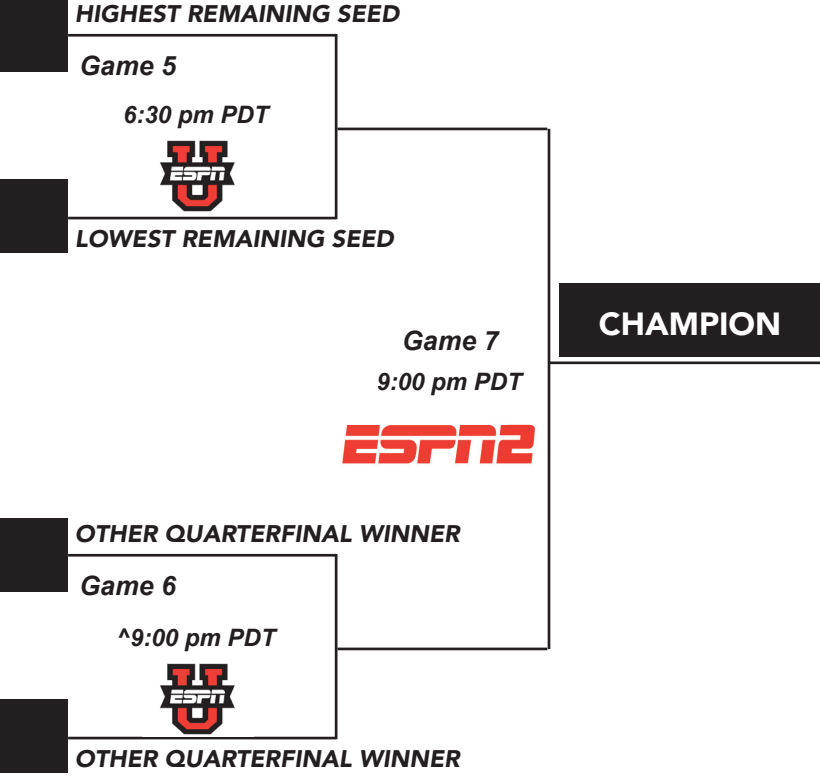 HIGHEST REMAINING SEED
Game 5
6:30 pm PDT
U
ESPN
LOWEST REMAINING SEED
Game 7
9:00 pm PDT
ESPN2
CHAMPION
OTHER QUARTERFINAL WINNER
Game 6
^9:00 pm PDT
U
ESPN
OTHER QUARTERFINAL WINNER